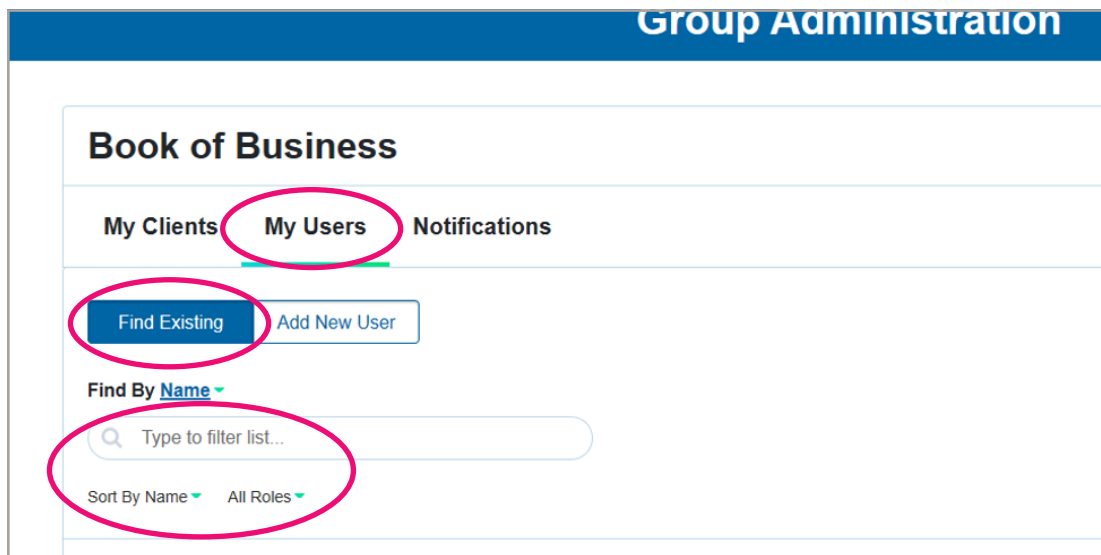 Group Administration
Book of Business
My Clients My Users Notifications
Find Existing Add New User
Find By Name
Type to filter list...
Sort By Name All Roles